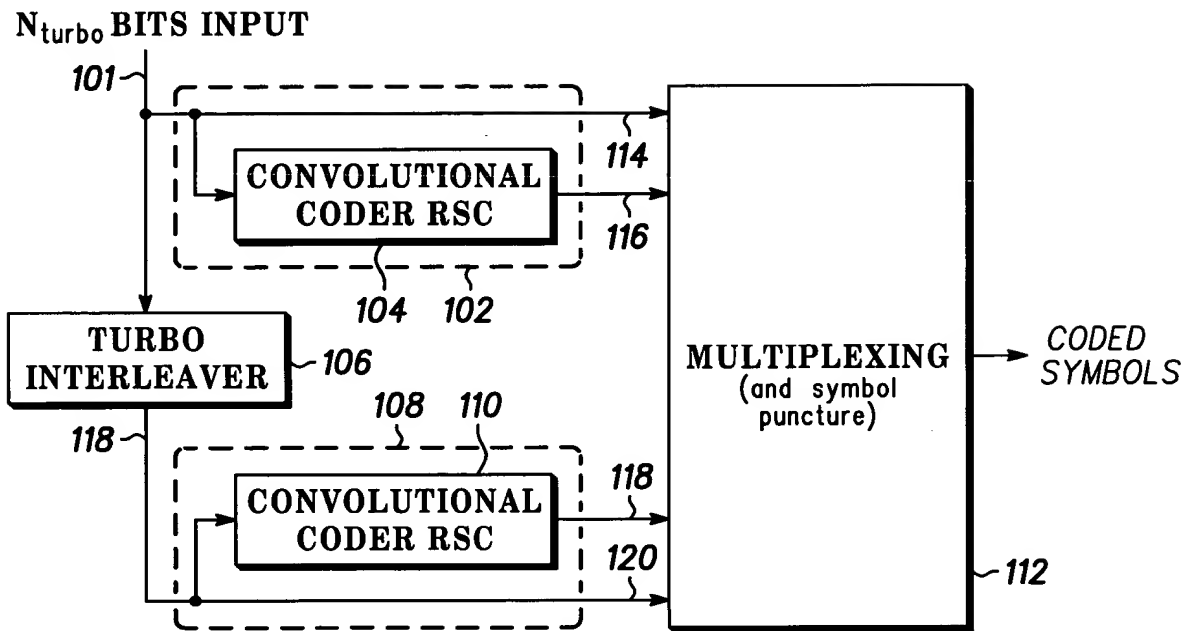 N_turbo BITS INPUT
101
114
CONVOLUTIONAL
CODER RSC
116
104
102
TURBO
INTERLEAVER
106
MULTIPLEXING
(and symbol
puncture)
CODED
SYMBOLS
118
108
110
CONVOLUTIONAL
CODER RSC
118
120
112